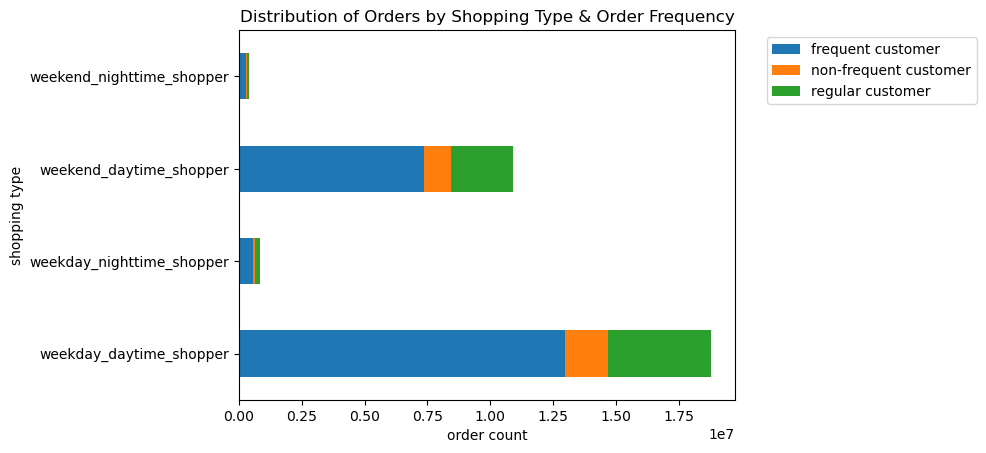 Distribution of Orders by Shopping Type & Order Frequency
frequent customer
non-frequent customer
regular customer
shopping type
weekend_nighttime_shopper
weekend_daytime_shopper
weekday_nighttime_shopper
weekday_daytime_shopper
0.00 0.25 0.50 0.75 1.00 1.25 1.50 1.75
1e7
order count